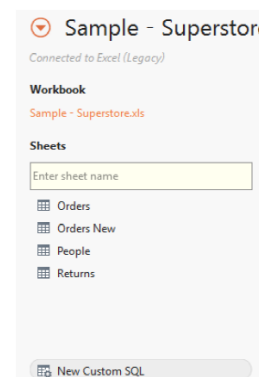 Sample - Superstor
Connected to Excel (Legacy)
Workbook
Sample - Superstore.xls
Sheets
Enter sheet name
Orders
Orders New
People
Returns
New Custom SQL